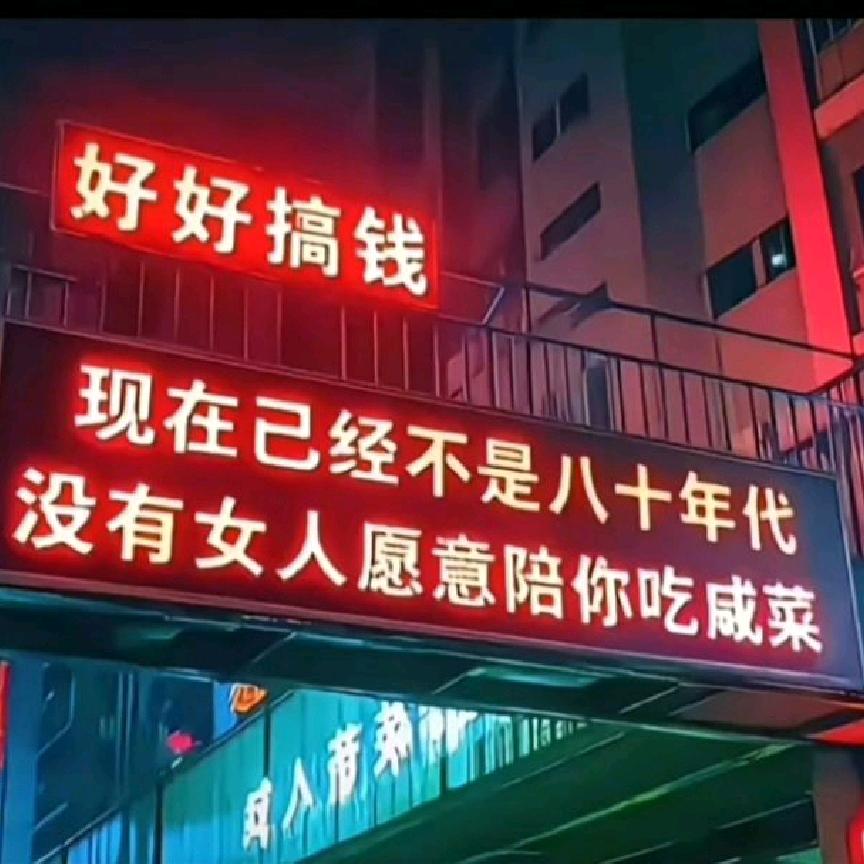 好好搞钱
现在已经不是八十年代
没有女人愿意陪你吃咸菜